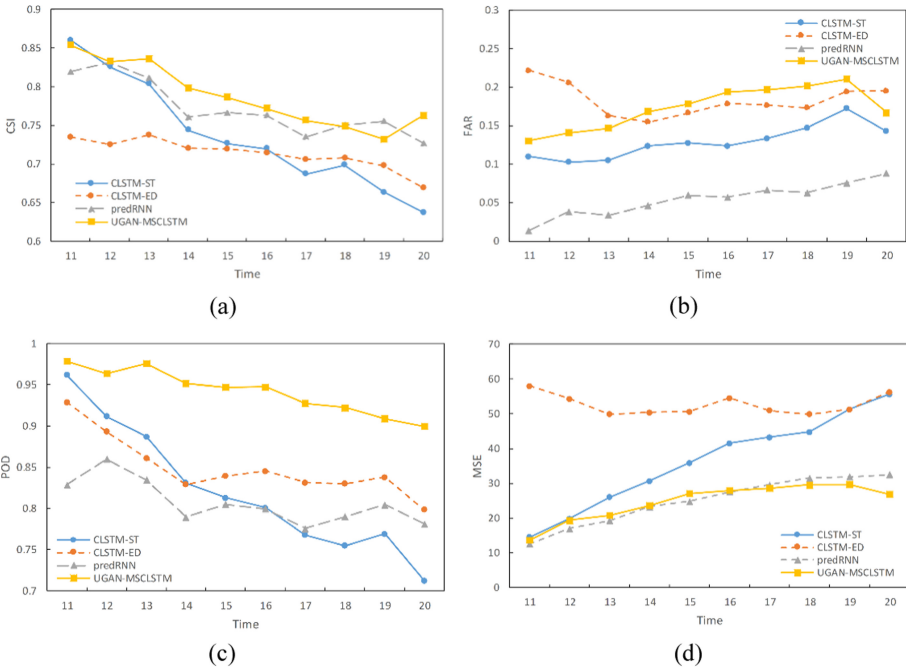 0.9
0.85
0.8
0.75
0.7
0.65
0.6
CSI
CLSTM-ST
CLSTM-ED
predRNN
UGAN-MSCLSTM
11 12 13 14 15 16 17 18 19 20
Time
(a)
0.3
0.25
0.2
0.15
0.1
0.05
0
FAR
CLSTM-ST
CLSTM-ED
predRNN
UGAN-MSCLSTM
11 12 13 14 15 16 17 18 19 20
Time
(b)
1
0.95
0.9
0.85
0.8
0.75
0.7
POD
CLSTM-ST
CLSTM-ED
predRNN
UGAN-MSCLSTM
11 12 13 14 15 16 17 18 19 20
Time
(c)
70
60
50
40
30
20
10
0
MSE
CLSTM-ST
CLSTM-ED
predRNN
UGAN-MSCLSTM
11 12 13 14 15 16 17 18 19 20
Time
(d)